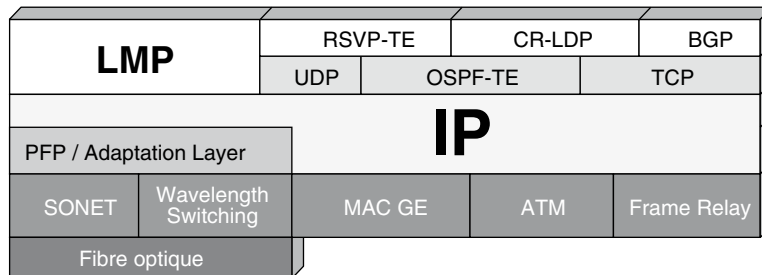 LMP
RSVP-TE CR-LDP BGP
UDP OSPF-TE TCP
IP
PFP / Adaptation Layer
SONET Wavelength Switching MAC GE ATM Frame Relay
Fibre optique